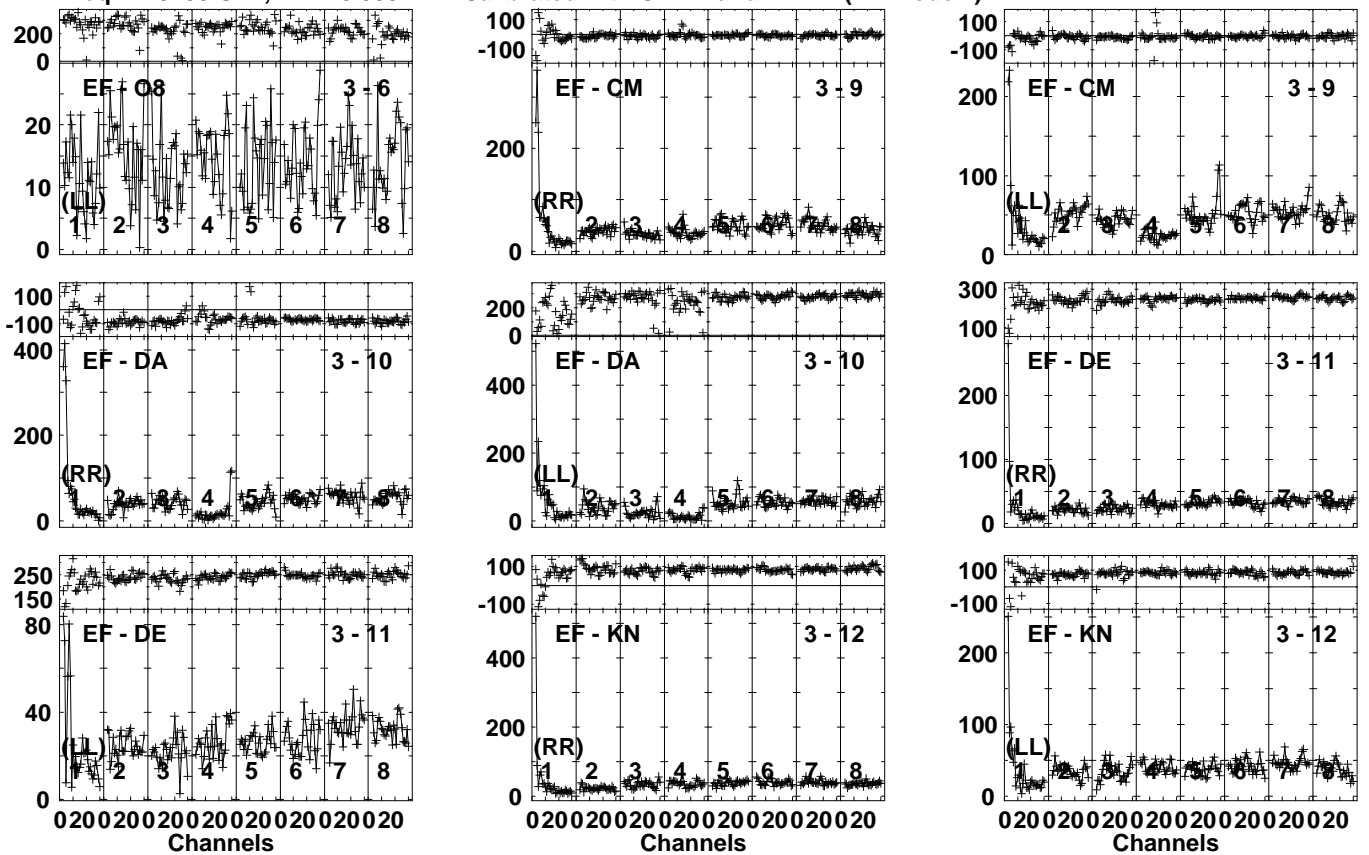 200
0
EF - O8 3 - 6
20
10
0
(LL)
1 2 3 4 5 6 7 8
100
-100
EF - CM 3 - 9
200
0
(RR)
1 2 3 4 5 6 7 8
100
-100
EF - CM 3 - 9
200
100
0
(LL)
1 2 3 4 5 6 7 8
100
-100
EF - DA 3 - 10
400
200
0
(RR)
1 2 3 4 5 6 7 8
200
0
EF - DA 3 - 10
400
200
0
(LL)
1 2 3 4 5 6 7 8
300
100
EF - DE 3 - 11
200
100
0
(RR)
1 2 3 4 5 6 7 8
250
150
EF - DE 3 - 11
80
40
0
(LL)
1 2 3 4 5 6 7 8
0 20 0 20 0 20 0 20 0 20 0 20 0 20 0 20
Channels
100
-100
EF - KN 3 - 12
400
200
0
(RR)
1 2 3 4 5 6 7 8
0 20 0 20 0 20 0 20 0 20 0 20 0 20 0 20
Channels
100
-100
EF - KN 3 - 12
200
100
0
(LL)
1 2 3 4 5 6 7 8
0 20 0 20 0 20 0 20 0 20 0 20 0 20 0 20
Channels